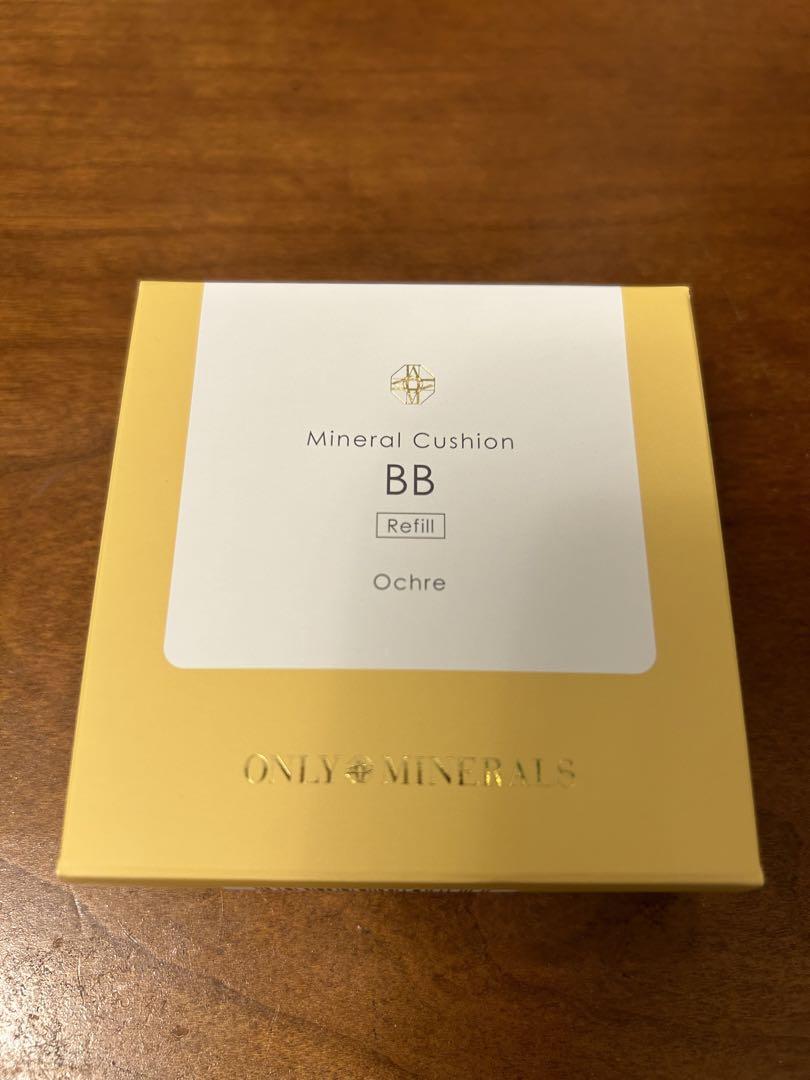 Mineral Cushion
BB
Refill
Ochre
ONLY MINERALS